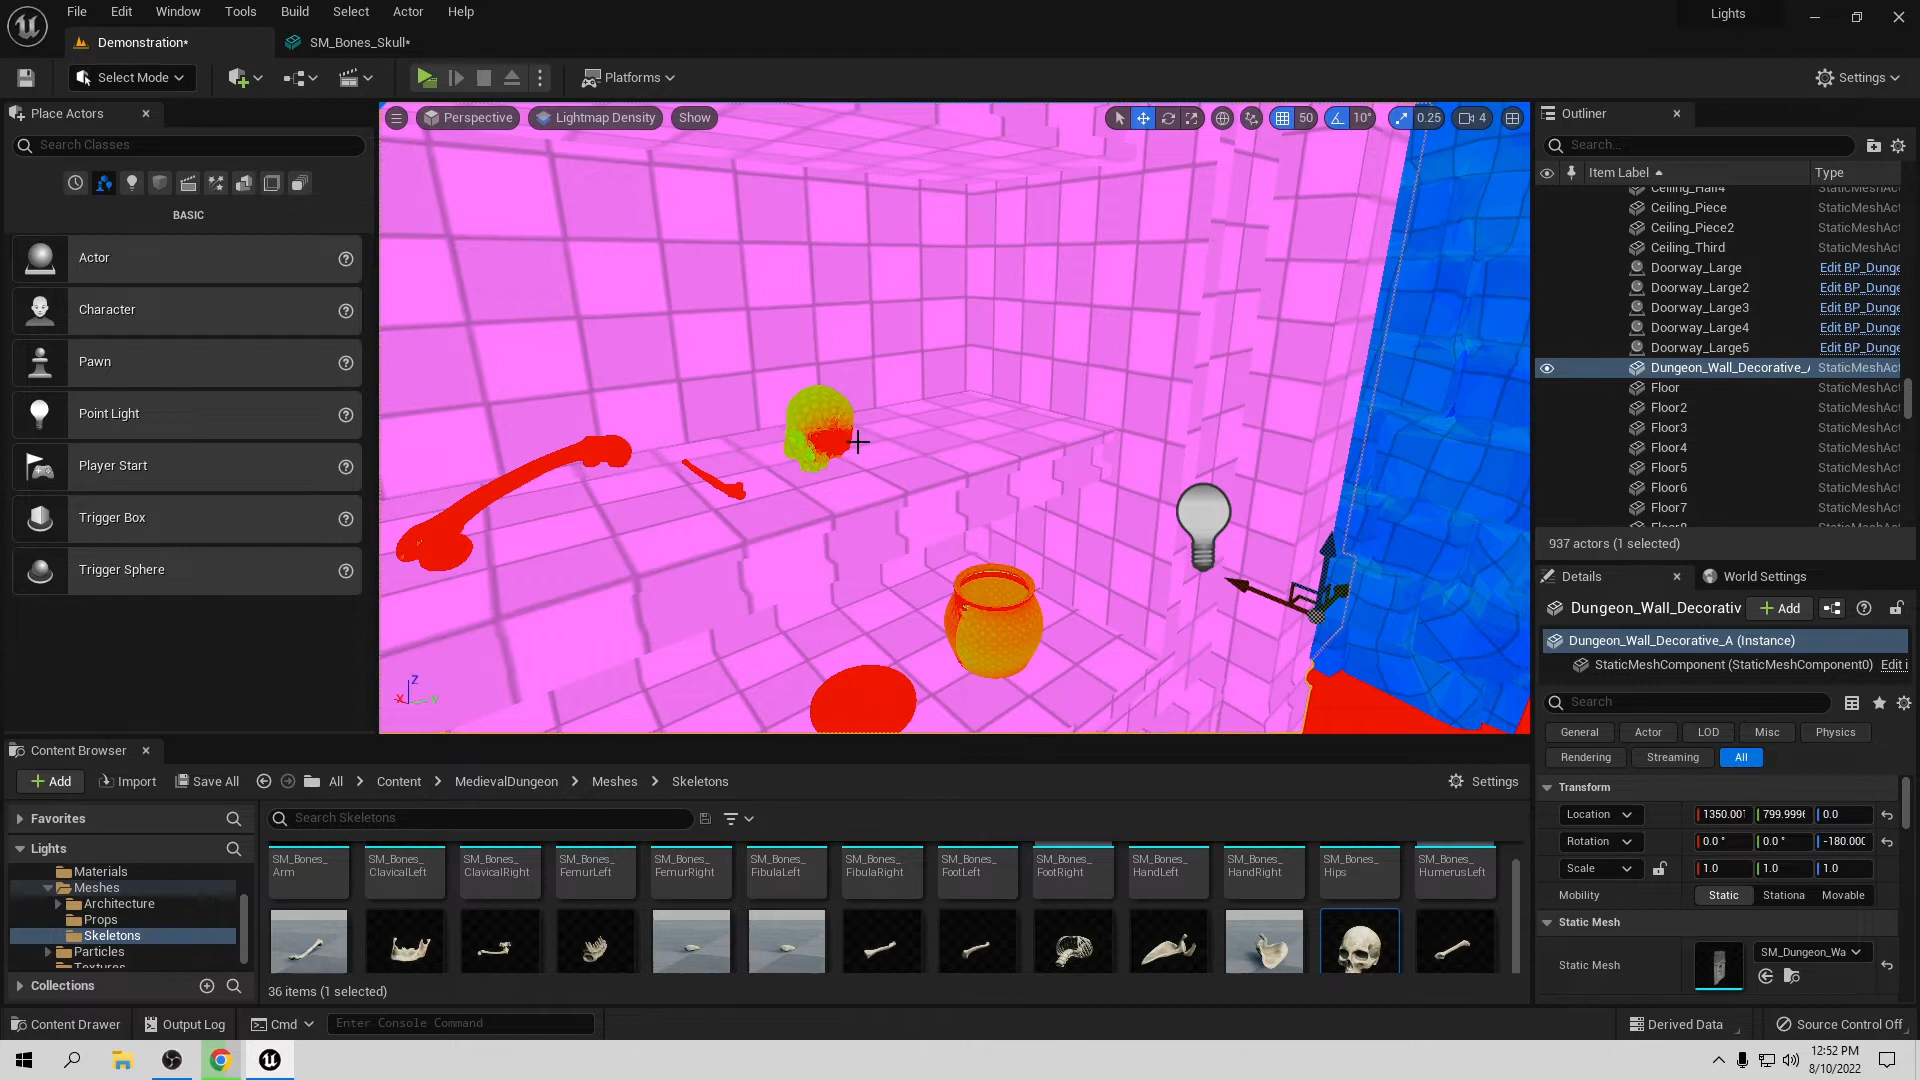 File Edit Window Tools Build Select Actor Help
Lights
Demonstration*
SM_Bones_Skull*
Select Mode
Platforms
Settings
Place Actors
Search Classes
BASIC
Actor
Character
Pawn
Point Light
Player Start
Trigger Box
Trigger Sphere
Perspective
Lightmap Density
Show
50
10°
0.25
4
Z
X
Y
Outliner
Search...
Item Label
Type
Ceiling_Half4 StaticMeshAct
Ceiling_Piece StaticMeshAct
Ceiling_Piece2 StaticMeshAct
Ceiling_Third StaticMeshAct
Doorway_Large Edit BP_Dunge
Doorway_Large2 Edit BP_Dunge
Doorway_Large3 Edit BP_Dunge
Doorway_Large4 Edit BP_Dunge
Doorway_Large5 Edit BP_Dunge
Dungeon_Wall_Decorative_A StaticMeshAct
Floor StaticMeshAct
Floor2 StaticMeshAct
Floor3 StaticMeshAct
Floor4 StaticMeshAct
Floor5 StaticMeshAct
Floor6 StaticMeshAct
Floor7 StaticMeshAct
937 actors (1 selected)
Details
World Settings
Dungeon_Wall_Decorativ
Add
Dungeon_Wall_Decorative_A (Instance)
StaticMeshComponent (StaticMeshComponent0) Edit i
Search
General
Actor
LOD
Misc
Physics
Rendering
Streaming
All
Transform
Location 1350.001 799.9996 0.0
Rotation 0.0 ° 0.0 ° -180.000
Scale 1.0 1.0 1.0
Mobility Static Stationa Movable
Static Mesh
Static Mesh SM_Dungeon_Wa
Content Browser
Add
Import
Save All
All > Content > MedievalDungeon > Meshes > Skeletons
Settings
Favorites
Lights
Materials
Meshes
Architecture
Props
Skeletons
Particles
Textures
Collections
Search Skeletons
SM_Bones_
Arm
SM_Bones_
ClavicalLeft
SM_Bones_
ClavicalRight
SM_Bones_
FemurLeft
SM_Bones_
FemurRight
SM_Bones_
FibulaLeft
SM_Bones_
FibulaRight
SM_Bones_
FootLeft
SM_Bones_
FootRight
SM_Bones_
HandLeft
SM_Bones_
HandRight
SM_Bones_
Hips
SM_Bones_
HumerusLeft
36 items (1 selected)
Content Drawer
Output Log
Cmd
Enter Console Command
Derived Data
Source Control Off
12:52 PM
8/10/2022